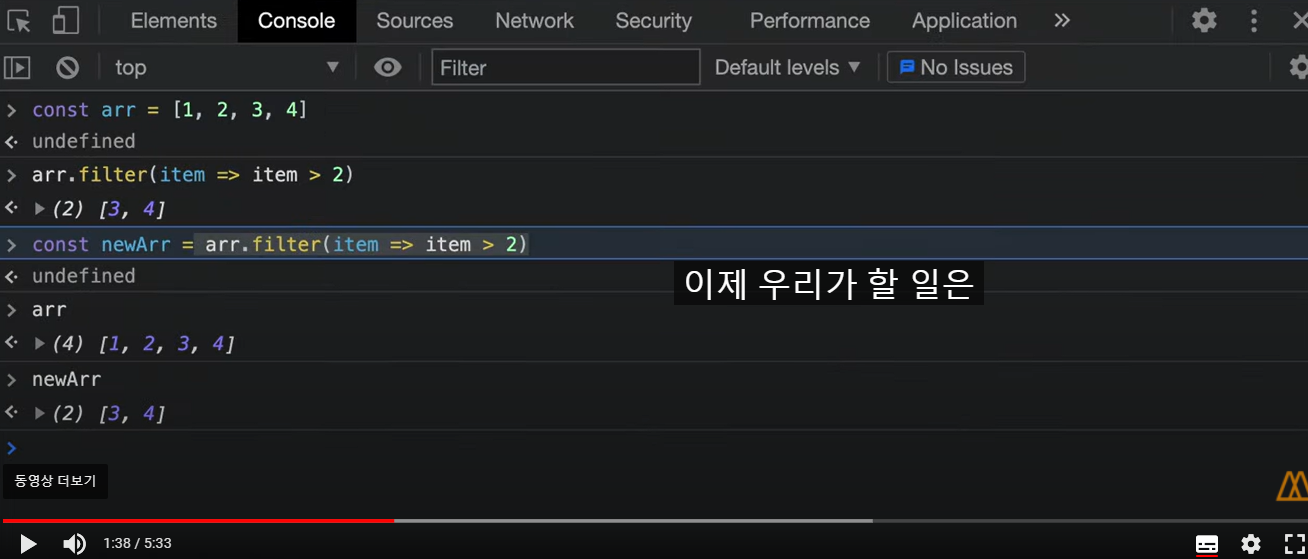 Elements Console Sources Network Security Performance Application »
top Filter Default levels No Issues
> const arr = [1, 2, 3, 4]
undefined
> arr.filter(item => item > 2)
(2) [3, 4]
> const newArr = arr.filter(item => item > 2)
undefined
이제 우리가 할 일은
> arr
(4) [1, 2, 3, 4]
> newArr
(2) [3, 4]
>
동영상 더보기
1:38 / 5:33